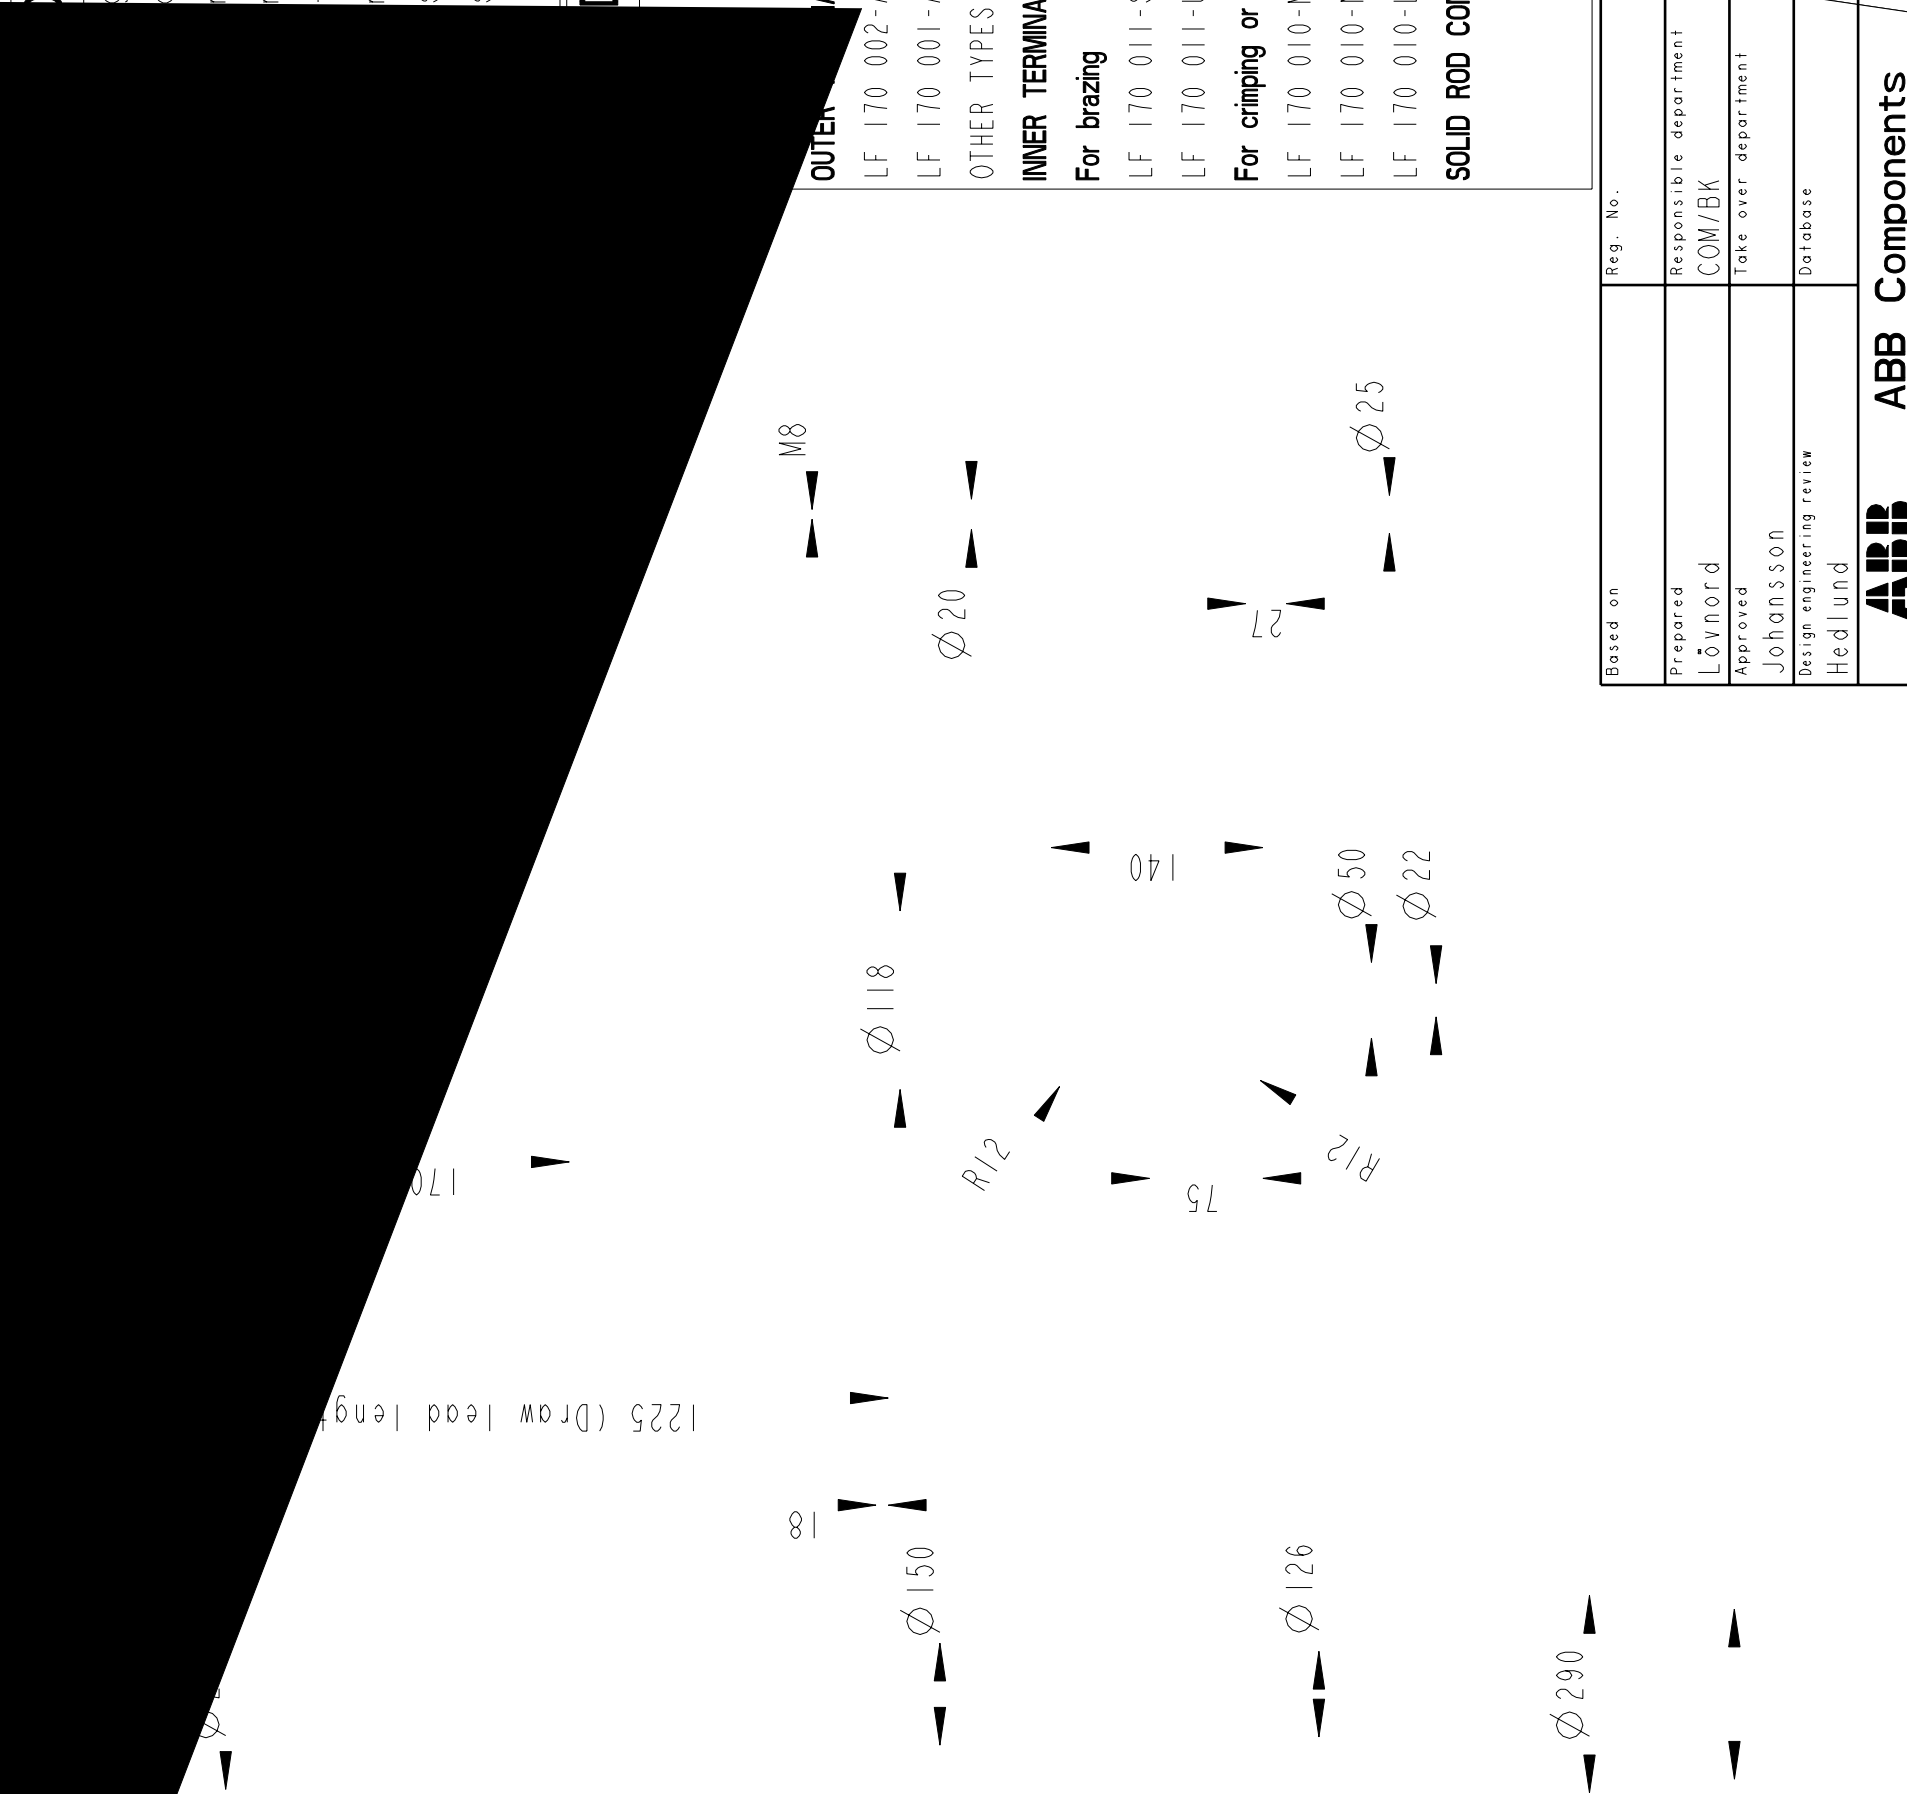 OUTER
LF 170 002-
LF 170 001-
OTHER TYPES
INNER
For brazing
LF 170 011-
LF 170 011-
For crimping or
LF 170 010-
LF 170 010-
LF 170 010-
SOLID ROD
Reg. No.
Responsible department
COM/BK
Take over department
Database
Based on
Prepared
Lövnord
Approved
Johansson
Design engineering review
Hedlund
ABB Components
ABB
M8
Ø20
Ø25
27
140
Ø50
Ø22
Ø118
R12
R12
75
170
1225 (Draw lead
18
Ø150
Ø126
Ø290